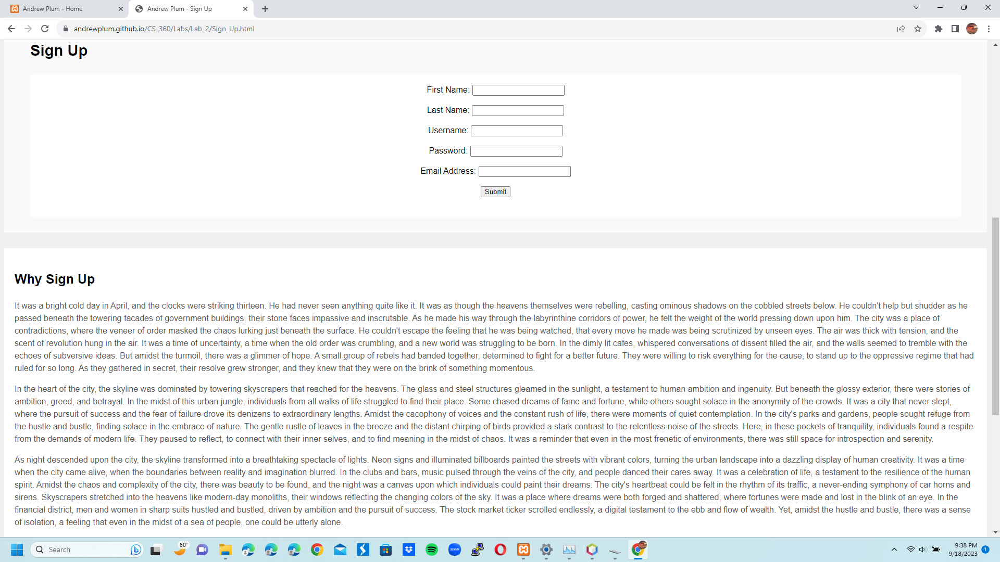 Andrew Plum - Home
Andrew Plum - Sign Up
andrewplum.github.io/CS_360/Labs/Lab_2/Sign_Up.html
Sign Up
First Name:
Last Name:
Username:
Password:
Email Address:
Submit
Why Sign Up
It was a bright cold day in April, and the clocks were striking thirteen. He had never seen anything quite like it. It was as though the heavens themselves were rebelling, casting ominous shadows on the cobbled streets below. He couldn't help but shudder as he
passed beneath the towering facades of government buildings, their stone faces impassive and inscrutable. As he made his way through the labyrinthine corridors of power, he felt the weight of the world pressing down upon him. The city was a place of
contradictions, where the veneer of order masked the chaos lurking just beneath the surface. He couldn't escape the feeling that he was being watched, that every move he made was being scrutinized by unseen eyes. The air was thick with tension, and the
scent of revolution hung in the air. It was a time of uncertainty, a time when the old order was crumbling, and a new world was struggling to be born. In the dimly lit cafes, whispered conversations of dissent filled the air, and the walls seemed to tremble with the
echoes of subversive ideas. But amidst the turmoil, there was a glimmer of hope. A small group of rebels had banded together, determined to fight for a better future. They were willing to risk everything for the cause, to stand up to the oppressive regime that had
ruled for so long. As they gathered in secret, their resolve grew stronger, and they knew that they were on the brink of something momentous.
In the heart of the city, the skyline was dominated by towering skyscrapers that reached for the heavens. The glass and steel structures gleamed in the sunlight, a testament to human ambition and ingenuity. But beneath the glossy exterior, there were stories of
ambition, greed, and betrayal. In the midst of this urban jungle, individuals from all walks of life struggled to find their place. Some chased dreams of fame and fortune, while others sought solace in the anonymity of the crowds. It was a city that never slept,
where the pursuit of success and the fear of failure drove its denizens to extraordinary lengths. Amidst the cacophony of voices and the constant rush of life, there were moments of quiet contemplation. In the city's parks and gardens, people sought refuge from
the hustle and bustle, finding solace in the embrace of nature. The gentle rustle of leaves in the breeze and the distant chirping of birds provided a stark contrast to the relentless noise of the streets. Here, in these pockets of tranquility, individuals found a respite
from the demands of modern life. They paused to reflect, to connect with their inner selves, and to find meaning in the midst of chaos. It was a reminder that even in the most frenetic of environments, there was still space for introspection and serenity.
As night descended upon the city, the skyline transformed into a breathtaking spectacle of lights. Neon signs and illuminated billboards painted the streets with vibrant colors, turning the urban landscape into a dazzling display of human creativity. It was a time
when the city came alive, when the boundaries between reality and imagination blurred. In the clubs and bars, music pulsed through the veins of the city, and people danced their cares away. It was a celebration of life, a testament to the resilience of the human
spirit. Amidst the chaos and complexity of the city, there was beauty to be found, and the night was a canvas upon which individuals could paint their dreams. The city's heartbeat could be felt in the rhythm of its traffic, a never-ending symphony of car horns and
sirens. Skyscrapers stretched into the heavens like modern-day monoliths, their windows reflecting the changing colors of the sky. It was a place where dreams were both forged and shattered, where fortunes were made and lost in the blink of an eye. In the
financial district, men and women in sharp suits hustled and bustled, driven by ambition and the pursuit of success. The stock market ticker scrolled endlessly, a digital testament to the ebb and flow of wealth. Yet, amidst the hustle and bustle, there was a sense
of isolation, a feeling that even in the midst of a sea of people, one could be utterly alone.
Search
60°
zoom
9:38 PM
9/18/2023
1